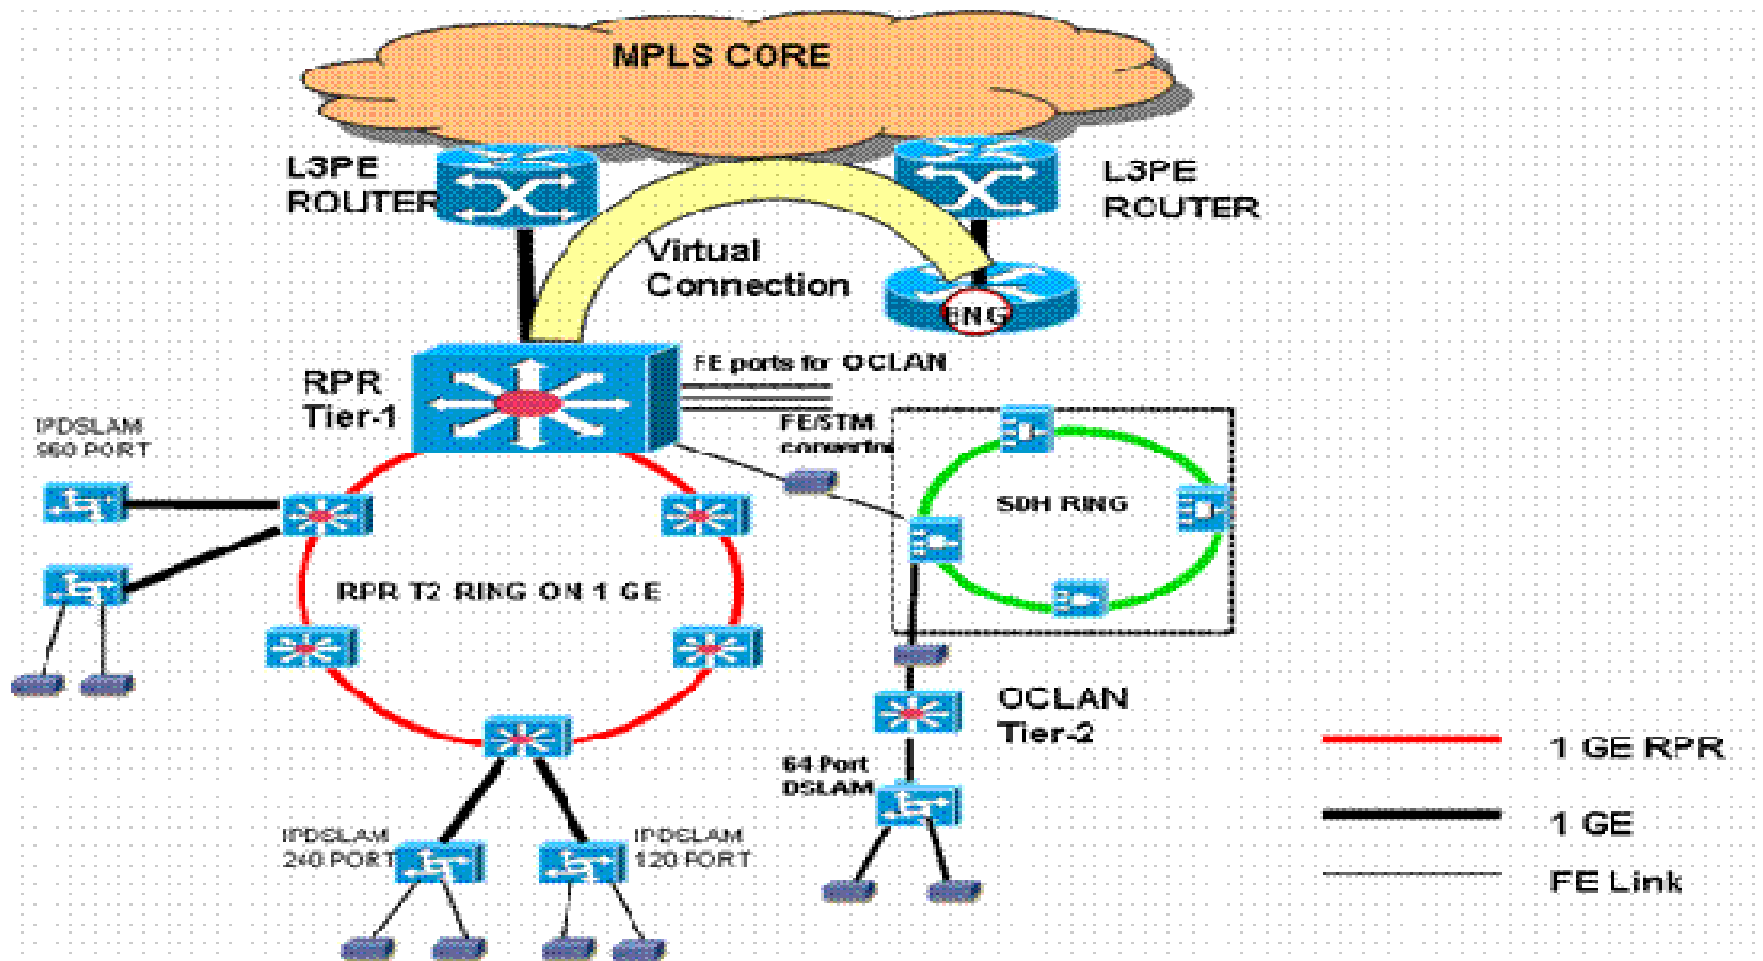 MPLS CORE
L3PE
ROUTER
L3PE
ROUTER
Virtual
Connection
BNG
FE ports for OCLAN
RPR
Tier-1
FE/STM
convertor
IPDSLAM
960 PORT
SDH RING
RPR T2 RING ON 1 GE
OCLAN
Tier-2
64 Port
DSLAM
1 GE RPR
1 GE
FE Link
IPDSLAM
240 PORT
IPDSLAM
120 PORT